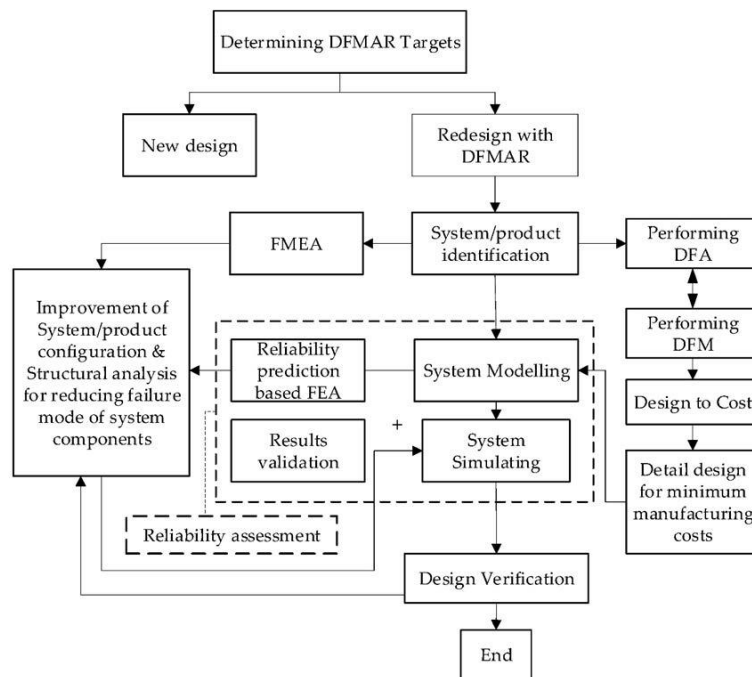 Determining DFMAR Targets
New design
Redesign with
DFMAR
FMEA
System/product
identification
Performing
DFA
Improvement of
System/product
configuration &
Structural analysis
for reducing failure
mode of system
components
Reliability
prediction
based FEA
System Modelling
Performing
DFM
Design to Cost
Results
validation
+
System
Simulating
Detail design
for minimum
manufacturing
costs
Reliability assessment
Design Verification
End